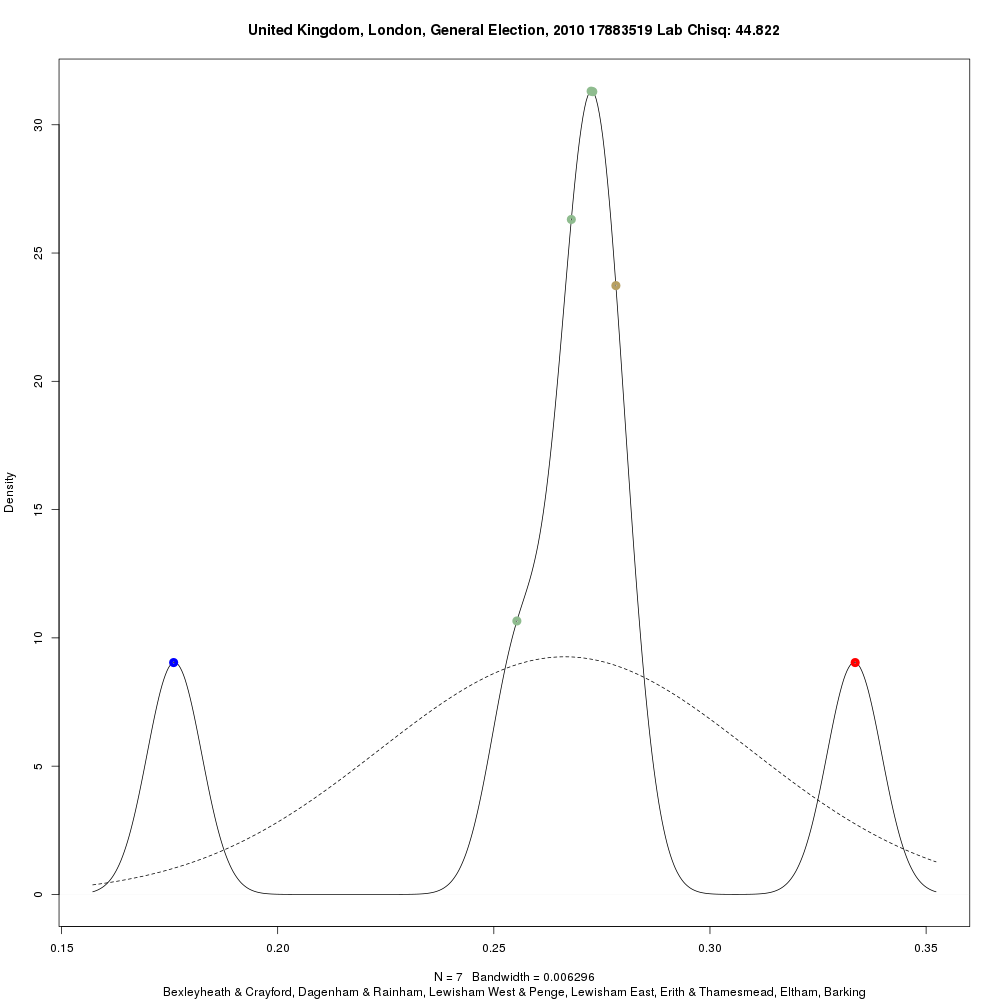 United Kingdom, London, General Election, 2010 17883519 Lab Chisq: 44.822
30
25
20
15
10
5
0
Density
0.15 0.20 0.25 0.30 0.35
N = 7 Bandwidth = 0.006296
Bexleyheath & Crayford, Dagenham & Rainham, Lewisham West & Penge, Lewisham East, Erith & Thamesmead, Eltham, Barking